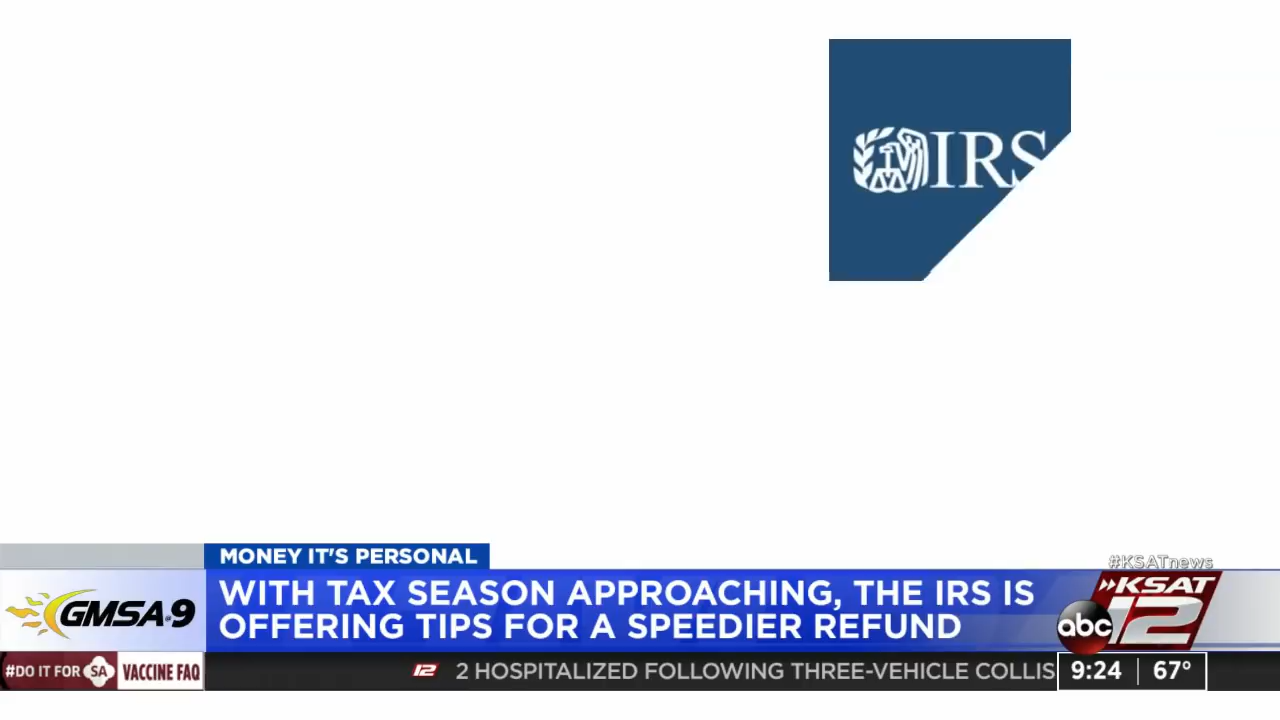 IRS
#KSATnews
MONEY IT'S PERSONAL
WITH TAX SEASON APPROACHING, THE IRS IS
OFFERING TIPS FOR A SPEEDIER REFUND
GMSA@9
abc
KSAT
12
#DO IT FOR SA
VACCINE FAQ
12
2 HOSPITALIZED FOLLOWING THREE-VEHICLE COLLIS
9:24
67°